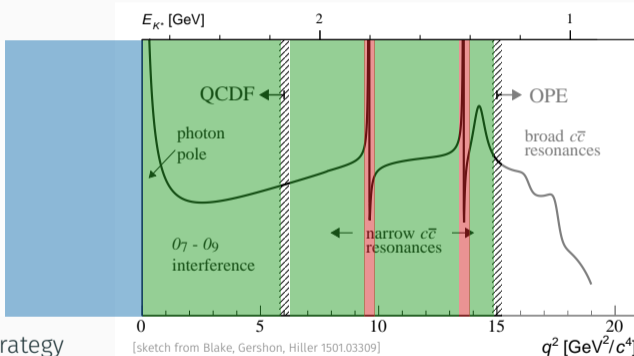 E_K* [GeV]
2
1
QCDF
OPE
photon
pole
broad cc̅
resonances
narrow cc̅
resonances
O₇ - O₉
interference
0
5
10
15
20
rategy
[sketch from Blake, Gershon, Hiller 1501.03309]
q² [GeV²/c⁴]